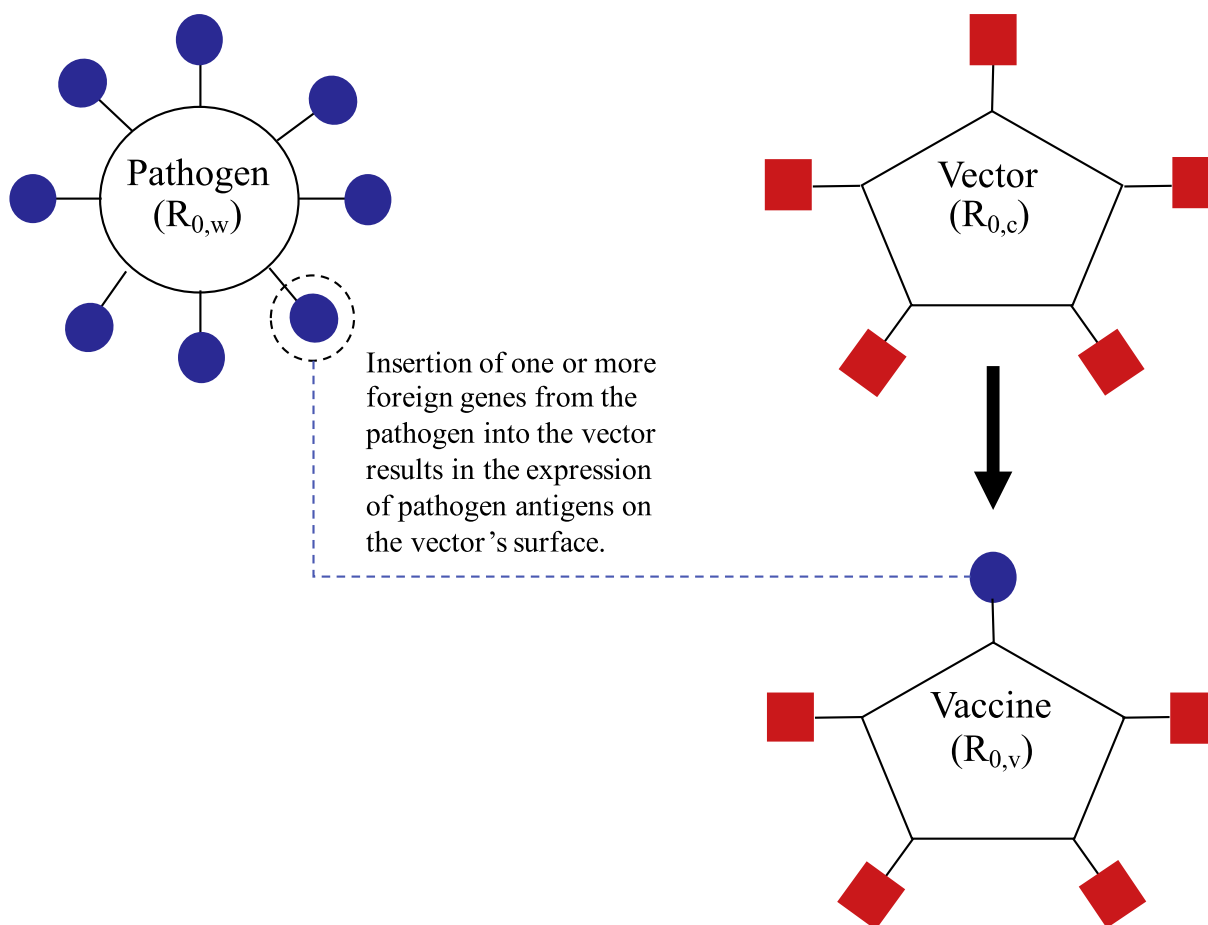 Pathogen
(R0,w)
Vector
(R0,c)
Insertion of one or more
foreign genes from the
pathogen into the vector
results in the expression
of pathogen antigens on
the vector’s surface.
Vaccine
(R0,v)